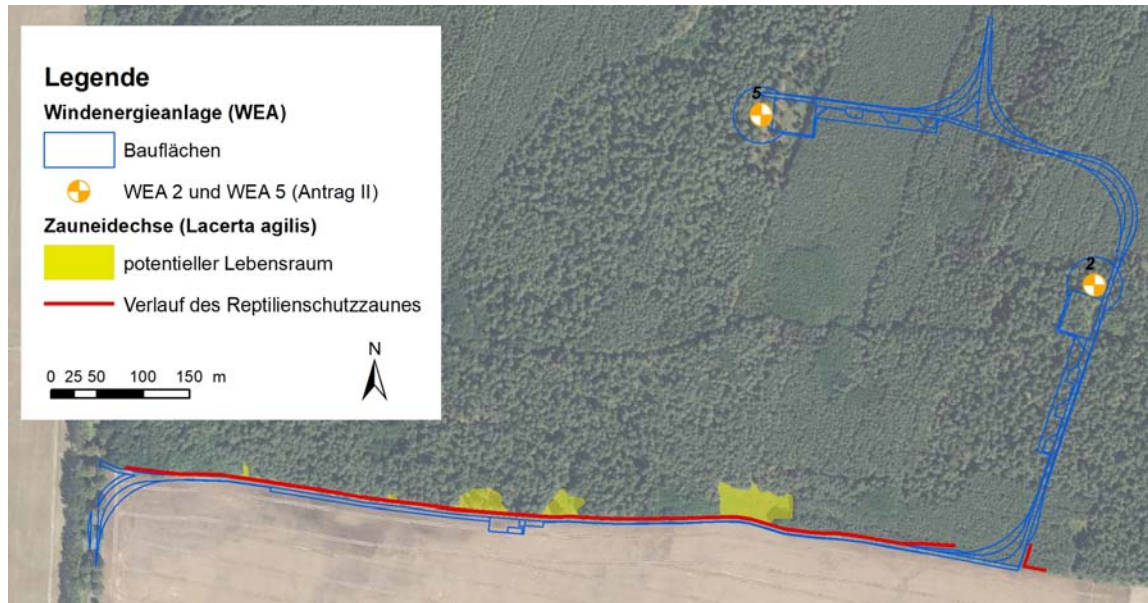 Legende
Windenergieanlage (WEA)
Bauflächen
WEA 2 und WEA 5 (Antrag II)
Zauneidechse (Lacerta agilis)
potentieller Lebensraum
Verlauf des Reptilienschutzzaunes
N
0 25 50 100 150 m
5
2